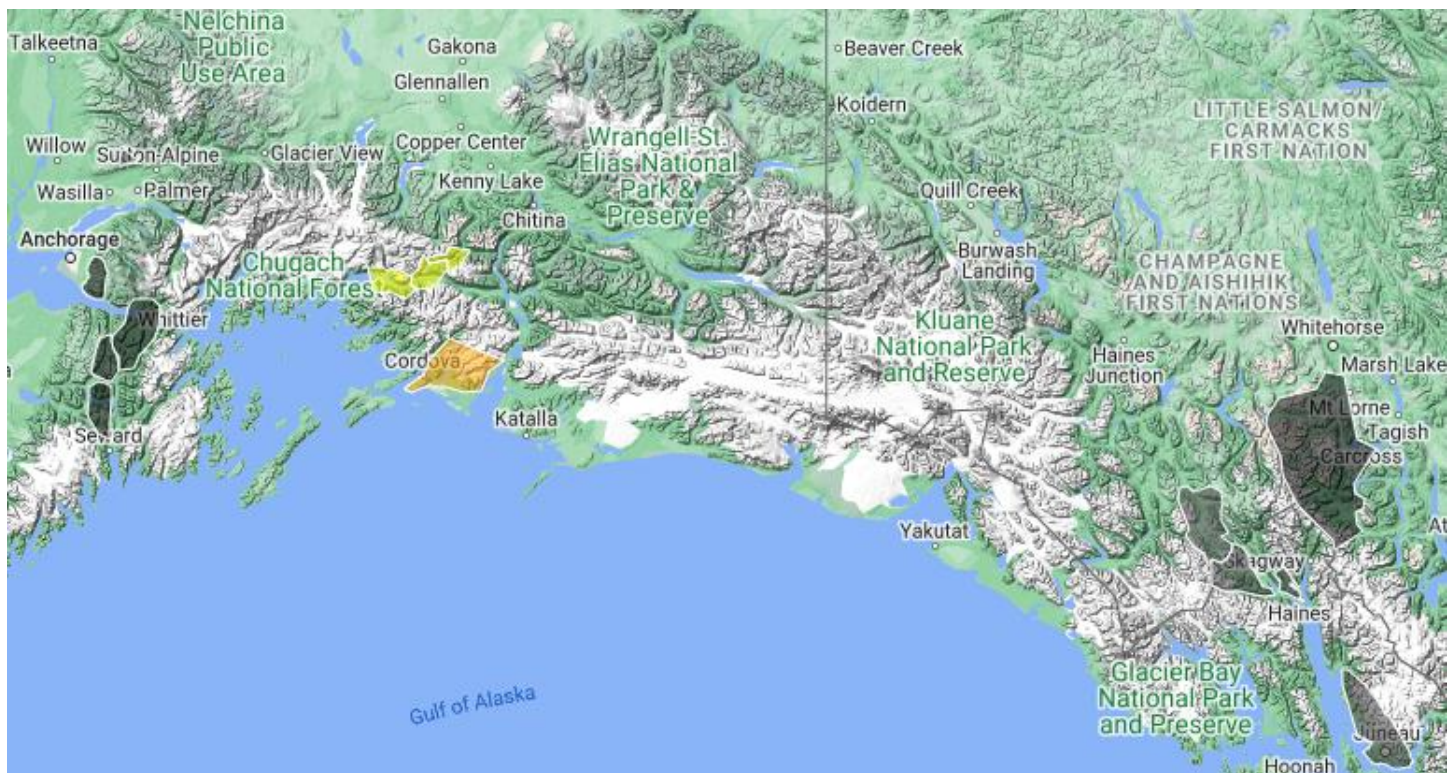 Nelchina
Public
Use Area
Talkeetna
Gakona
Glennallen
Beaver Creek
Koidern
LITTLE SALMON/
CARMACKS
FIRST NATION
Willow
Sutton-Alpine
Glacier View
Copper Center
Wrangell-St.
Elias National
Park &
Preserve
Wasilla
Palmer
Kenny Lake
Quill Creek
Chitina
Anchorage
Burwash
Landing
Chugach
National Forest
CHAMPAGNE
AND AISHIHIK
FIRST NATIONS
Whittier
Kluane
National Park
and Reserve
Whitehorse
Cordova
Haines
Junction
Marsh Lake
Katalla
Mt Lorne
Tagish
Seward
Carcross
Yakutat
At
Skagway
Haines
Glacier Bay
National Park
and Preserve
Gulf of Alaska
Juneau
Hoonah